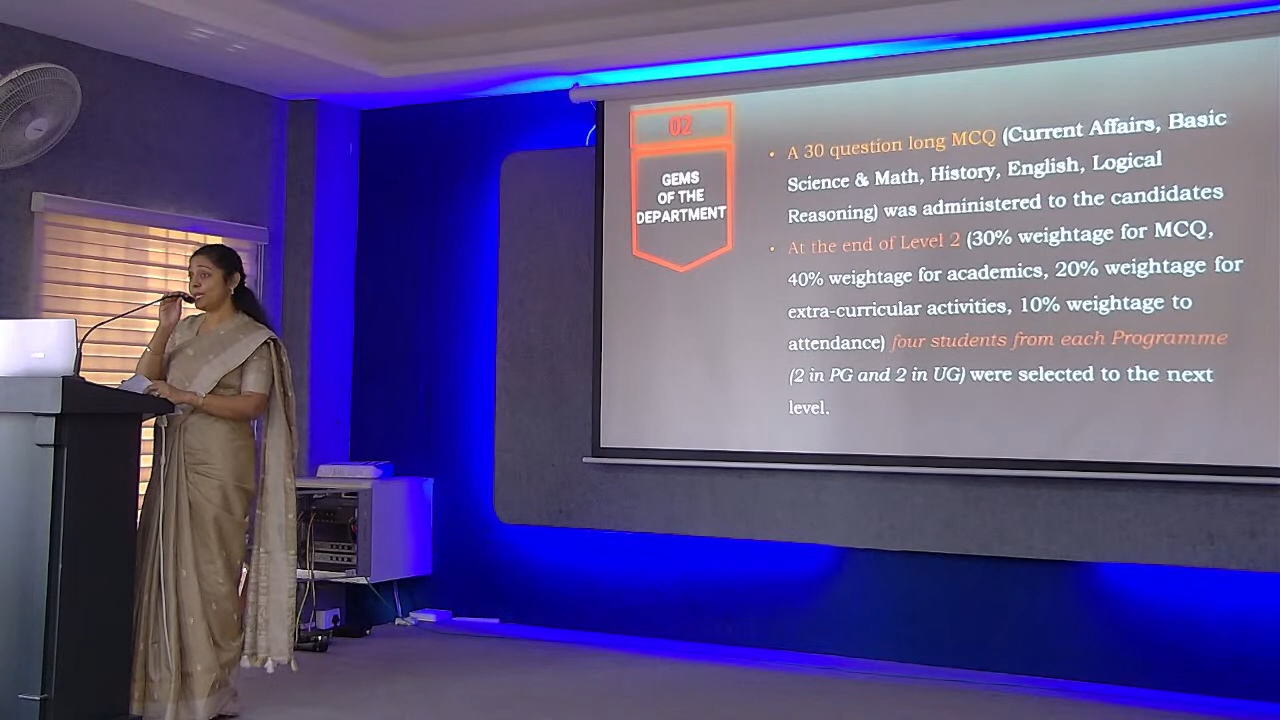 02
GEMS
OF THE
DEPARTMENT
• A 30 question long MCQ (Current Affairs, Basic
Science & Math, History, English, Logical
Reasoning) was administered to the candidates
• At the end of Level 2 (30% weightage for MCQ,
40% weightage for academics, 20% weightage for
extra-curricular activities, 10% weightage to
attendance) four students from each Programme
(2 in PG and 2 in UG) were selected to the next
level.